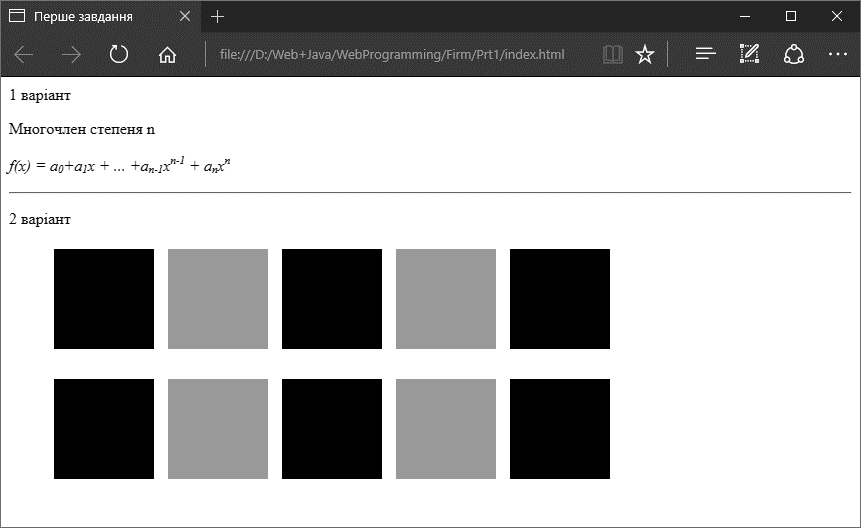 Перше завдання
file:///D:/Web+Java/WebProgramming/Firm/Prt1/index.html
1 варіант
Многочлен степеня n
f(x) = a₀+a₁x + ... +aₙ₋₁xⁿ⁻¹ + aₙxⁿ
2 варіант